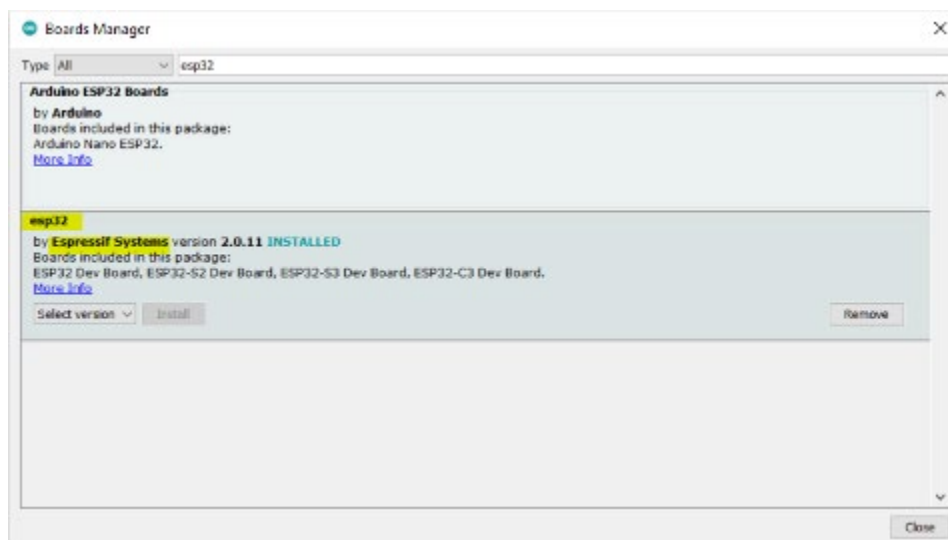 Boards Manager
Type All esp32
Arduino ESP32 Boards
by Arduino
Boards included in this package:
Arduino Nano ESP32.
More Info
esp32
by Espressif Systems version 2.0.11 INSTALLED
Boards included in this package:
ESP32 Dev Board, ESP32-S2 Dev Board, ESP32-S3 Dev Board, ESP32-C3 Dev Board.
More Info
Select version Install Remove
Close